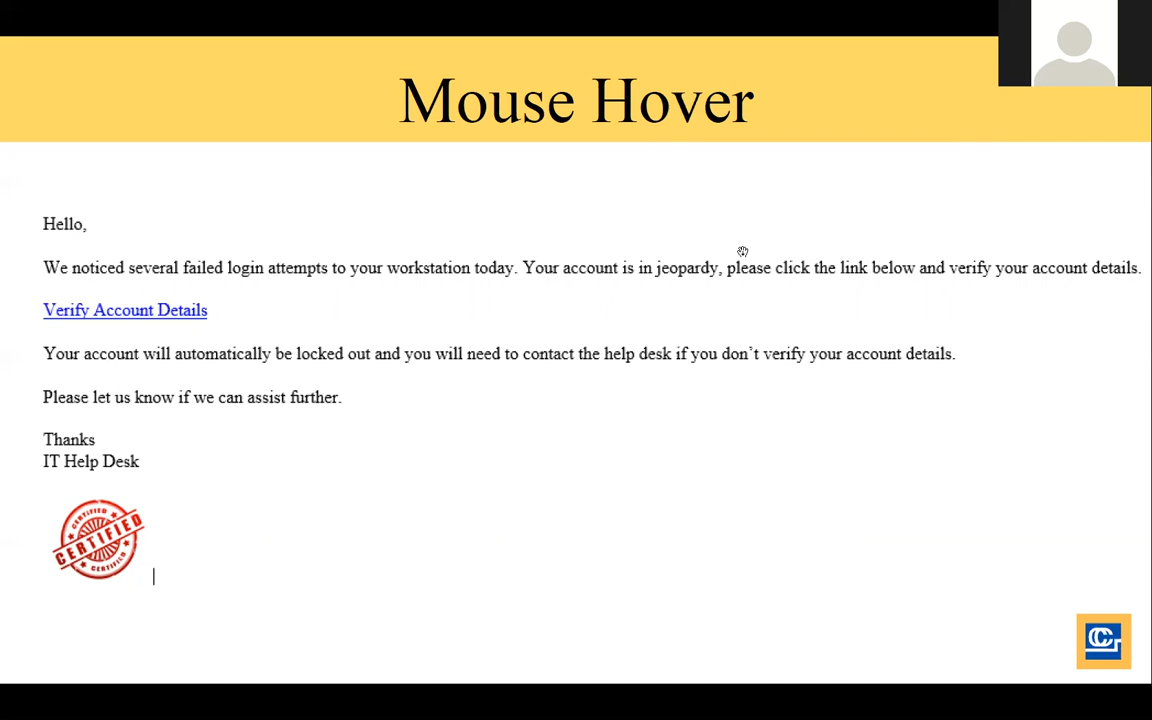 Mouse Hover
Hello,
We noticed several failed login attempts to your workstation today. Your account is in jeopardy, please click the link below and verify your account details.
Verify Account Details
Your account will automatically be locked out and you will need to contact the help desk if you don’t verify your account details.
Please let us know if we can assist further.
Thanks
IT Help Desk
CERTIFIED
CERTIFIED
CERTIFIED